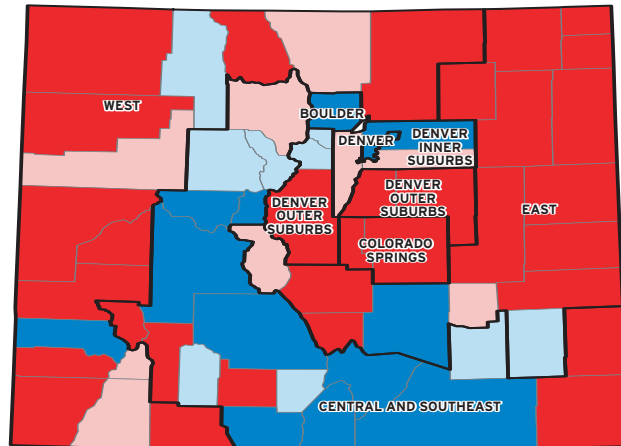 WEST
BOULDER
DENVER
DENVER
INNER
SUBURBS
DENVER
OUTER
SUBURBS
DENVER
OUTER
SUBURBS
EAST
COLORADO
SPRINGS
CENTRAL AND SOUTHEAST